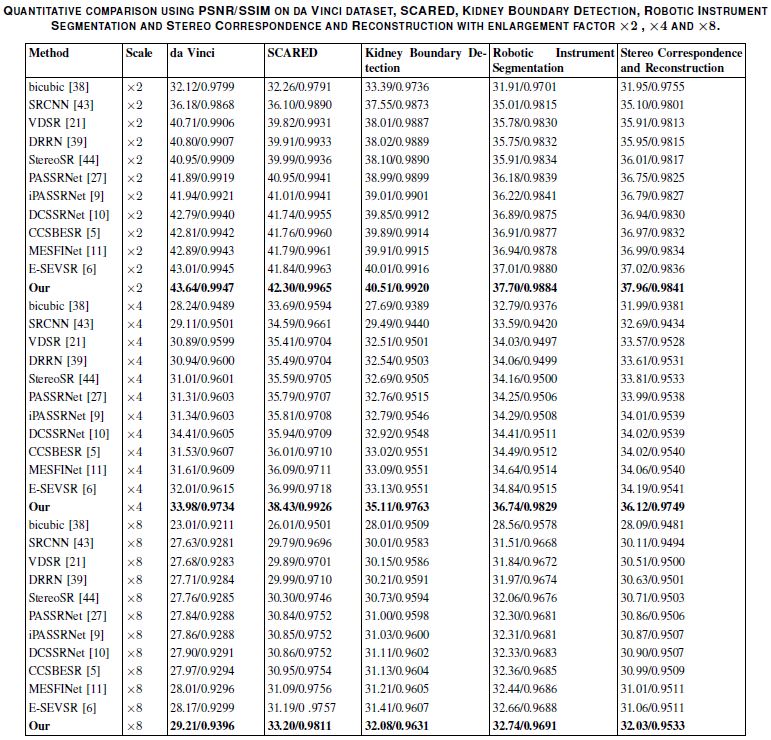 QUANTITATIVE COMPARISON USING PSNR/SSIM ON DA VINCI DATASET, SCARED, KIDNEY BOUNDARY DETECTION, ROBOTIC INSTRUMENT
SEGMENTATION AND STEREO CORRESPONDENCE AND RECONSTRUCTION WITH ENLARGEMENT FACTOR ×2 , ×4 AND ×8.
Method Scale da Vinci SCARED Kidney Boundary De- Robotic Instrument Stereo Correspondence
tection Segmentation and Reconstruction
bicubic [38] ×2 32.12/0.9799 32.26/0.9791 33.39/0.9736 31.91/0.9701 31.95/0.9755
SRCNN [43] ×2 36.18/0.9868 36.10/0.9890 37.55/0.9873 35.01/0.9815 35.10/0.9801
VDSR [21] ×2 40.71/0.9906 39.82/0.9931 38.01/0.9887 35.78/0.9830 35.91/0.9813
DRRN [39] ×2 40.80/0.9907 39.91/0.9933 38.02/0.9889 35.75/0.9832 35.95/0.9815
StereoSR [44] ×2 40.95/0.9909 39.99/0.9936 38.10/0.9890 35.91/0.9834 36.01/0.9817
PASSRNet [27] ×2 41.89/0.9919 40.95/0.9941 38.99/0.9899 36.18/0.9839 36.75/0.9825
iPASSRNet [9] ×2 41.94/0.9921 41.01/0.9941 39.01/0.9901 36.22/0.9841 36.79/0.9827
DCSSRNet [10] ×2 42.79/0.9940 41.74/0.9955 39.85/0.9912 36.89/0.9875 36.94/0.9830
CCSBESR [5] ×2 42.81/0.9942 41.76/0.9960 39.89/0.9914 36.91/0.9877 36.97/0.9832
MESFINet [11] ×2 42.89/0.9943 41.79/0.9961 39.91/0.9915 36.94/0.9878 36.99/0.9834
E-SEVSR [6] ×2 43.01/0.9945 41.84/0.9963 40.01/0.9916 37.01/0.9880 37.02/0.9836
Our ×2 43.64/0.9947 42.30/0.9965 40.51/0.9920 37.70/0.9884 37.96/0.9841
bicubic [38] ×4 28.24/0.9489 33.69/0.9594 27.69/0.9389 32.79/0.9376 31.99/0.9381
SRCNN [43] ×4 29.11/0.9501 34.59/0.9661 29.49/0.9440 33.59/0.9420 32.69/0.9434
VDSR [21] ×4 30.89/0.9599 35.41/0.9704 32.51/0.9501 34.03/0.9497 33.57/0.9528
DRRN [39] ×4 30.94/0.9600 35.49/0.9704 32.54/0.9503 34.06/0.9499 33.61/0.9531
StereoSR [44] ×4 31.01/0.9601 35.59/0.9705 32.69/0.9505 34.16/0.9500 33.81/0.9533
PASSRNet [27] ×4 31.31/0.9603 35.79/0.9707 32.76/0.9515 34.25/0.9506 33.99/0.9538
iPASSRNet [9] ×4 31.34/0.9603 35.81/0.9708 32.79/0.9546 34.29/0.9508 34.01/0.9539
DCSSRNet [10] ×4 34.41/0.9605 35.94/0.9709 32.92/0.9548 34.41/0.9511 34.02/0.9539
CCSBESR [5] ×4 31.53/0.9607 36.01/0.9710 33.02/0.9551 34.49/0.9512 34.02/0.9540
MESFINet [11] ×4 31.61/0.9609 36.09/0.9711 33.09/0.9551 34.64/0.9514 34.06/0.9540
E-SEVSR [6] ×4 32.01/0.9615 36.99/0.9718 33.13/0.9551 34.84/0.9515 34.19/0.9541
Our ×4 33.98/0.9734 38.43/0.9926 35.11/0.9763 36.74/0.9829 36.12/0.9749
bicubic [38] ×8 23.01/0.9211 26.01/0.9501 28.01/0.9509 28.56/0.9578 28.09/0.9481
SRCNN [43] ×8 27.63/0.9281 29.79/0.9696 30.01/0.9583 31.51/0.9668 30.11/0.9494
VDSR [21] ×8 27.68/0.9283 29.89/0.9701 30.15/0.9586 31.84/0.9672 30.51/0.9500
DRRN [39] ×8 27.71/0.9284 29.99/0.9710 30.21/0.9591 31.97/0.9674 30.63/0.9501
StereoSR [44] ×8 27.76/0.9285 30.30/0.9746 30.73/0.9594 32.06/0.9676 30.71/0.9503
PASSRNet [27] ×8 27.84/0.9288 30.84/0.9752 31.00/0.9598 32.30/0.9681 30.86/0.9506
iPASSRNet [9] ×8 27.86/0.9288 30.85/0.9752 31.03/0.9600 32.31/0.9681 30.87/0.9507
DCSSRNet [10] ×8 27.90/0.9291 30.86/0.9752 31.11/0.9602 32.33/0.9683 30.90/0.9507
CCSBESR [5] ×8 27.97/0.9294 30.95/0.9754 31.13/0.9604 32.36/0.9685 30.99/0.9509
MESFINet [11] ×8 28.01/0.9296 31.09/0.9756 31.21/0.9605 32.44/0.9686 31.01/0.9511
E-SEVSR [6] ×8 28.17/0.9299 31.19/0 .9757 31.41/0.9607 32.66/0.9688 31.06/0.9511
Our ×8 29.21/0.9396 33.20/0.9811 32.08/0.9631 32.74/0.9691 32.03/0.9533